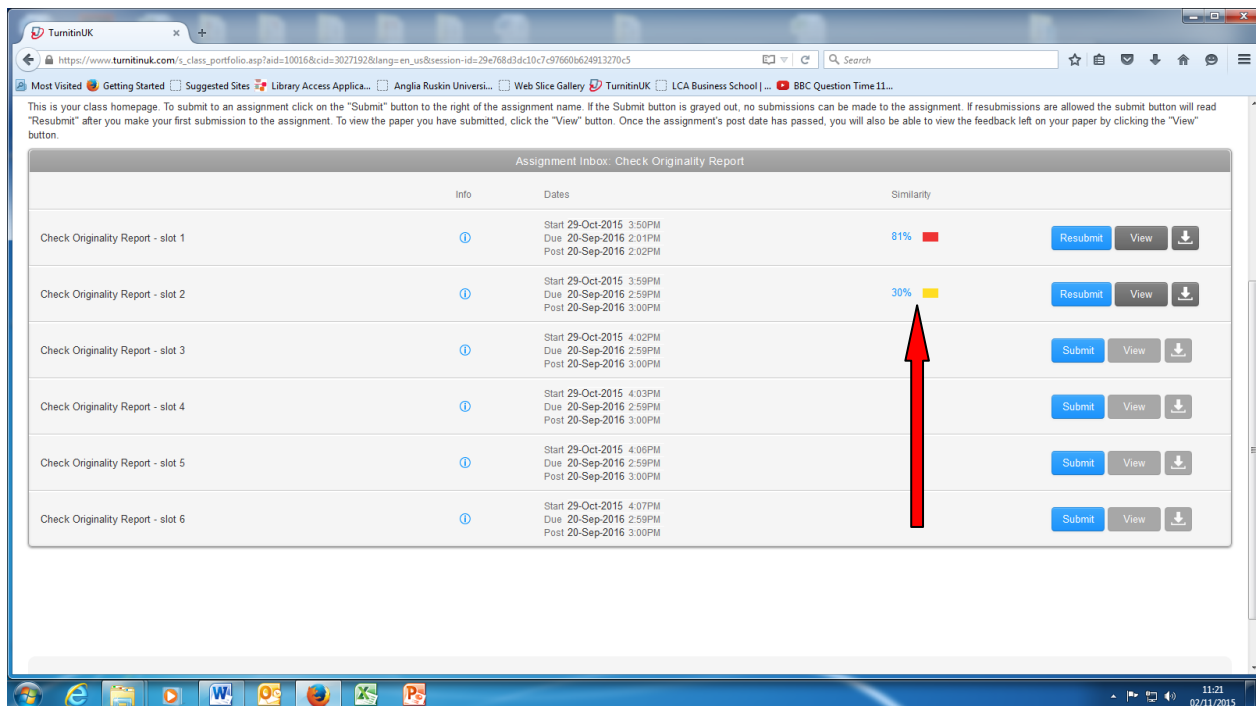 TurnitinUK
https://www.turnitinuk.com/s_class_portfolio.asp?aid=10016&cid=3027192&lang=en_us&session-id=29e768d3dc10c7c97660b624913270c5
Search
Most Visited Getting Started Suggested Sites Library Access Applica... Anglia Ruskin Universi... Web Slice Gallery TurnitinUK LCA Business School | ... BBC Question Time 11...
This is your class homepage. To submit to an assignment click on the "Submit" button to the right of the assignment name. If the Submit button is grayed out, no submissions can be made to the assignment. If resubmissions are allowed the submit button will read
"Resubmit" after you make your first submission to the assignment. To view the paper you have submitted, click the "View" button. Once the assignment's post date has passed, you will also be able to view the feedback left on your paper by clicking the "View"
button.
Assignment Inbox: Check Originality Report
Info Dates Similarity
Start 29-Oct-2015 3:50PM
Check Originality Report - slot 1 Due 20-Sep-2016 2:01PM 81% Resubmit View
Post 20-Sep-2016 2:02PM
Start 29-Oct-2015 3:59PM
Check Originality Report - slot 2 Due 20-Sep-2016 2:59PM 30% Resubmit View
Post 20-Sep-2016 3:00PM
Start 29-Oct-2015 4:02PM
Check Originality Report - slot 3 Due 20-Sep-2016 2:59PM Submit View
Post 20-Sep-2016 3:00PM
Start 29-Oct-2015 4:03PM
Check Originality Report - slot 4 Due 20-Sep-2016 2:59PM Submit View
Post 20-Sep-2016 3:00PM
Start 29-Oct-2015 4:06PM
Check Originality Report - slot 5 Due 20-Sep-2016 2:59PM Submit View
Post 20-Sep-2016 3:00PM
Start 29-Oct-2015 4:07PM
Check Originality Report - slot 6 Due 20-Sep-2016 2:59PM Submit View
Post 20-Sep-2016 3:00PM
11:21
02/11/2015